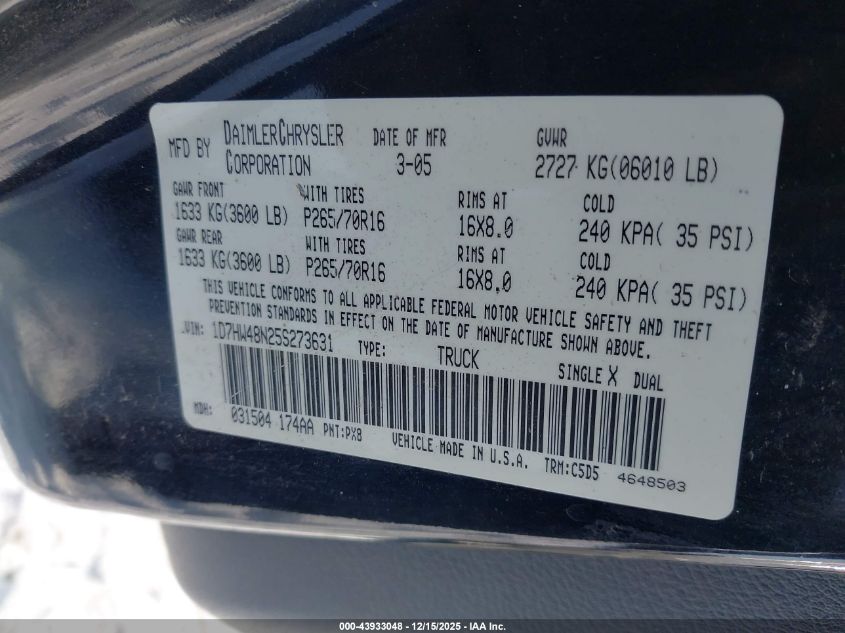 MFD BY DAIMLERCHRYSLER CORPORATION DATE OF MFR 3-05 GVWR 2727 KG(06010 LB)
GAWR FRONT WITH TIRES RIMS AT COLD
1633 KG(3600 LB) P265/70R16 16X8.0 240 KPA( 35 PSI)
GAWR REAR WITH TIRES RIMS AT COLD
1633 KG(3600 LB) P265/70R16 16X8.0 240 KPA( 35 PSI)
THIS VEHICLE CONFORMS TO ALL APPLICABLE FEDERAL MOTOR VEHICLE SAFETY AND THEFT
PREVENTION STANDARDS IN EFFECT ON THE DATE OF MANUFACTURE SHOWN ABOVE.
VIN: 1D7HW48N25S273631 TYPE: TRUCK SINGLE X DUAL
MDH: 031504 174AA PNT:PX8 VEHICLE MADE IN U.S.A. TRM:C5D5 4648503
000-43933048 - 12/15/2025 - IAA Inc.